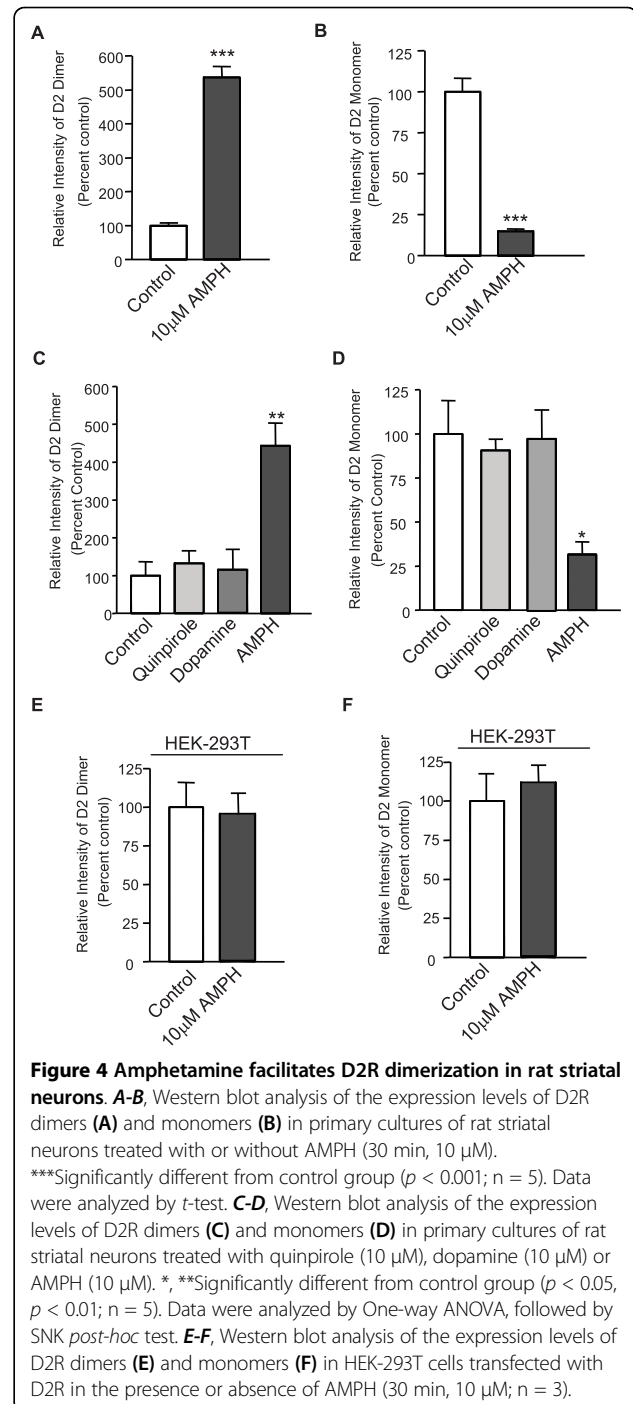 A
Relative Intensity of D2 Dimer
(Percent control)
600
500
400
300
200
100
0
***
Control
10μM AMPH
B
Relative Intensity of D2 Monomer
(Percent control)
125
100
75
50
25
0
***
Control
10μM AMPH
C
Relative Intensity of D2 Dimer
(Percent Control)
600
500
400
300
200
100
0
**
Control
Quinpirole
Dopamine
AMPH
D
Relative Intensity of D2 Monomer
(Percent Control)
125
100
75
50
25
0
*
Control
Quinpirole
Dopamine
AMPH
E
HEK-293T
Relative Intensity of D2 Dimer
(Percent control)
125
100
75
50
25
0
Control
10μM AMPH
F
HEK-293T
Relative Intensity of D2 Monomer
(Percent control)
125
100
75
50
25
0
Control
10μM AMPH
Figure 4 Amphetamine facilitates D2R dimerization in rat striatal
neurons. A-B, Western blot analysis of the expression levels of D2R
dimers (A) and monomers (B) in primary cultures of rat striatal
neurons treated with or without AMPH (30 min, 10 μM).
***Significantly different from control group (p < 0.001; n = 5). Data
were analyzed by t-test. C-D, Western blot analysis of the expression
levels of D2R dimers (C) and monomers (D) in primary cultures of rat
striatal neurons treated with quinpirole (10 μM), dopamine (10 μM) or
AMPH (10 μM). *, **Significantly different from control group (p < 0.05,
p < 0.01; n = 5). Data were analyzed by One-way ANOVA, followed by
SNK post-hoc test. E-F, Western blot analysis of the expression levels of
D2R dimers (E) and monomers (F) in HEK-293T cells transfected with
D2R in the presence or absence of AMPH (30 min, 10 μM; n = 3).